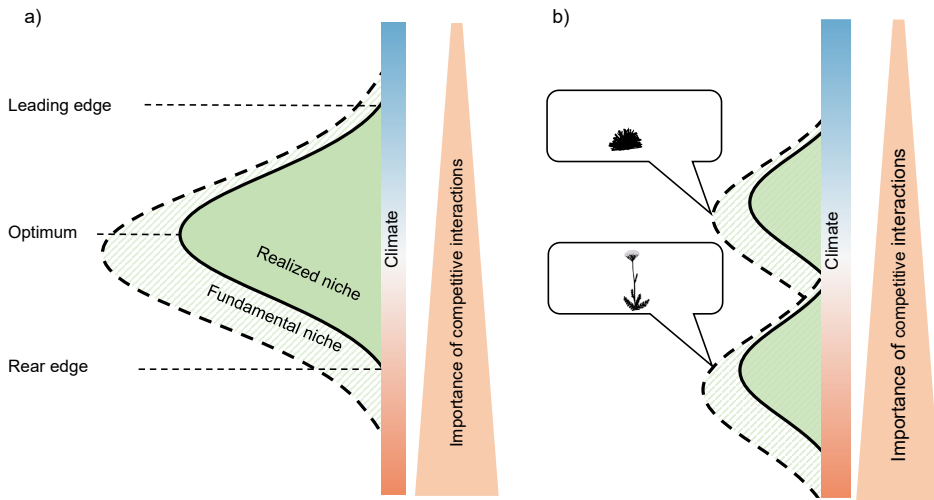 a)
Leading edge
Optimum
Rear edge
Realized niche
Fundamental niche
Climate
Importance of competitive interactions
b)
Climate
Importance of competitive interactions